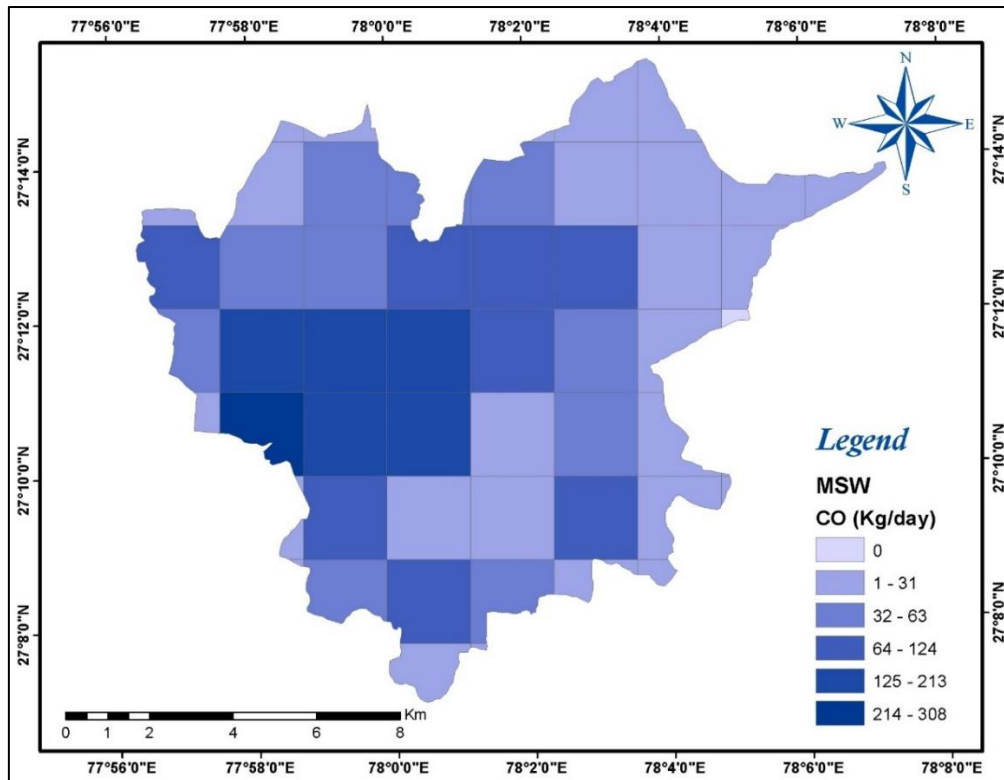 77°56'0"E 77°58'0"E 78°0'0"E 78°2'0"E 78°4'0"E 78°6'0"E 78°8'0"E
N
W E
S
27°14'0"N 27°14'0"N
27°12'0"N 27°12'0"N
27°10'0"N 27°10'0"N
27°8'0"N 27°8'0"N
Legend
MSW
CO (Kg/day)
0
1 - 31
32 - 63
64 - 124
125 - 213
214 - 308
Km
0 1 2 4 6 8
77°56'0"E 77°58'0"E 78°0'0"E 78°2'0"E 78°4'0"E 78°6'0"E 78°8'0"E